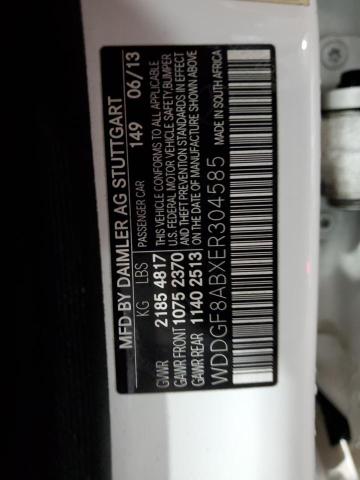 MFD BY DAIMLER AG STUTTGART
KG LBS PASSENGER CAR 149 06/13
GVWR 2185 4817 THIS VEHICLE CONFORMS TO ALL APPLICABLE
GAWR FRONT 1075 2370 U.S. FEDERAL MOTOR VEHICLE SAFETY, BUMPER
GAWR REAR 1140 2513 AND THEFT PREVENTION STANDARDS IN EFFECT
ON THE DATE OF MANUFACTURE SHOWN ABOVE
MADE IN SOUTH AFRICA
WDDGF8ABXER304585